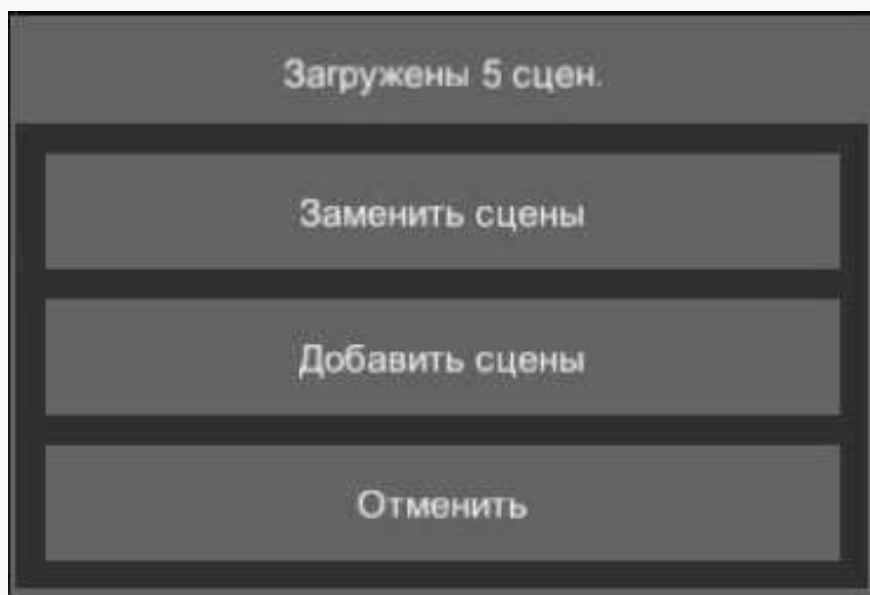 Загружены 5 сцен.
Заменить сцены
Добавить сцены
Отменить